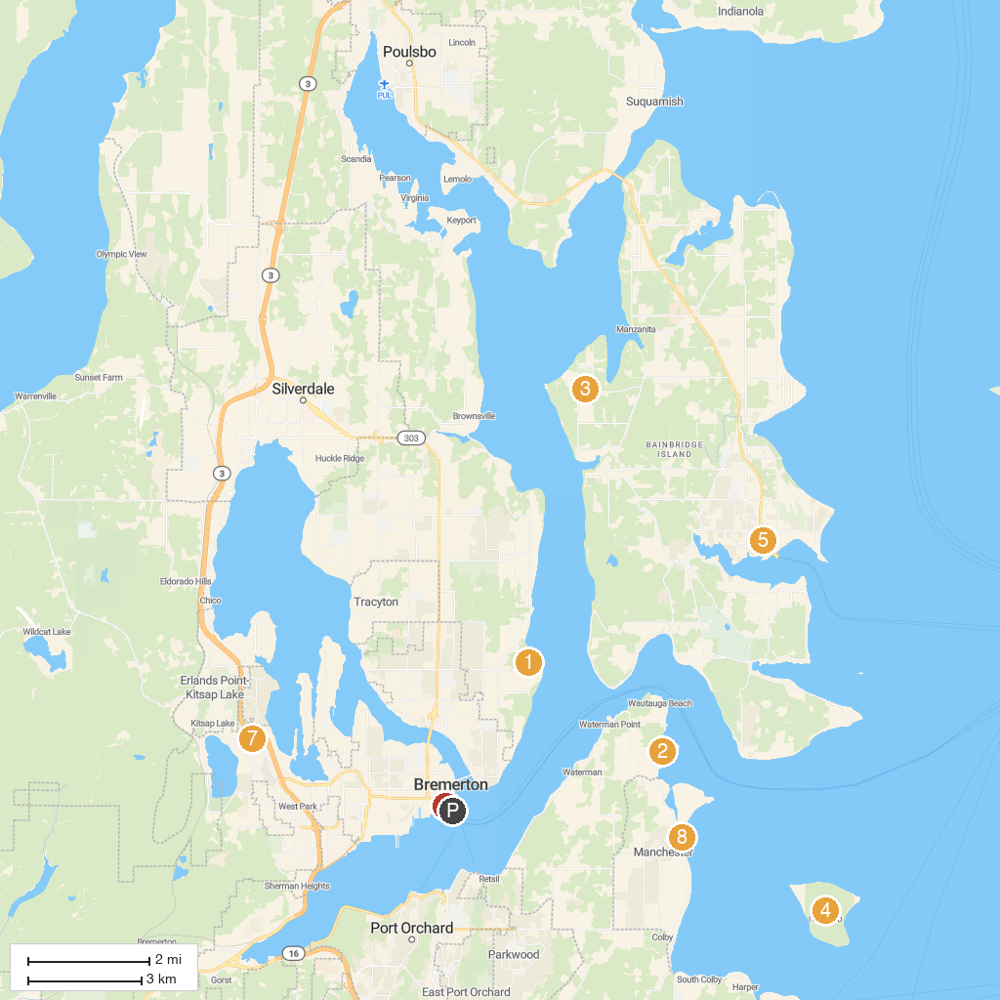 Indianola
Lincoln
Poulsbo
3
PUL
Suquamish
Scandia
Pearson
Lemolo
Virginia
Keyport
Olympic View
3
Manzanita
Sunset Farm
Silverdale
3
Warrenville
Brownsville
303
BAINBRIDGE
ISLAND
Huckle Ridge
3
5
Eldorado Hills
Chico
Tracyton
Wildcat Lake
1
Erlands Point-
Kitsap Lake
Wautauga Beach
Kitsap Lake
Waterman Point
7
2
Waterman
Bremerton
West Park
P
8
Manchester
Retsil
Sherman Heights
4
Port Orchard
Colby
Bremerton
16
Parkwood
2 mi
3 km
Gorst
South Colby
Harper
East Port Orchard